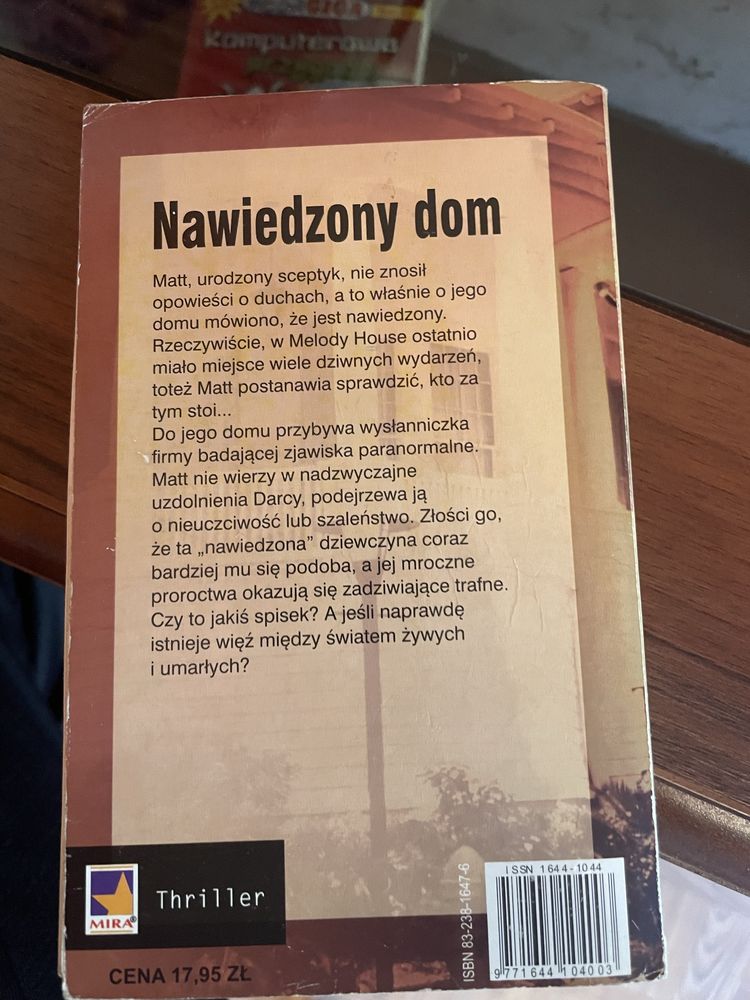 Komputerowa
Nawiedzony dom
Matt, urodzony sceptyk, nie znosił
opowieści o duchach, a to właśnie o jego
domu mówiono, że jest nawiedzony.
Rzeczywiście, w Melody House ostatnio
miało miejsce wiele dziwnych wydarzeń,
toteż Matt postanawia sprawdzić, kto za
tym stoi...
Do jego domu przybywa wysłanniczka
firmy badającej zjawiska paranormalne.
Matt nie wierzy w nadzwyczajne
uzdolnienia Darcy, podejrzewa ją
o nieuczciwość lub szaleństwo. Złości go,
że ta „nawiedzona” dziewczyna coraz
bardziej mu się podoba, a jej mroczne
proroctwa okazują się zadziwiające trafne.
Czy to jakiś spisek? A jeśli naprawdę
istnieje więź między światem żywych
i umarłych?
MIRA®
Thriller
CENA 17,95 ZŁ
ISBN 83-238-1647-6
ISSN 1644-1044
9 771644 104003